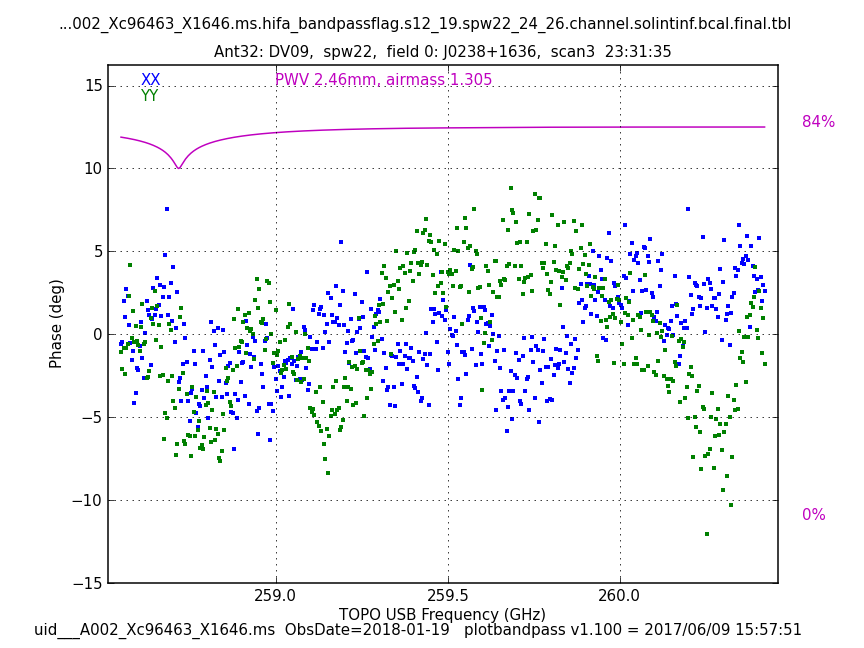 ...002_Xc96463_X1646.ms.hifa_bandpassflag.s12_19.spw22_24_26.channel.solintinf.bcal.final.tbl
Ant32: DV09,  spw22,  field 0: J0238+1636,  scan3  23:31:35
XX
PWV 2.46mm, airmass 1.305
YY
84%
0%
15
10
5
0
−5
−10
−15
Phase (deg)
259.0 259.5 260.0
TOPO USB Frequency (GHz)
uid___A002_Xc96463_X1646.ms  ObsDate=2018-01-19   plotbandpass v1.100 = 2017/06/09 15:57:51